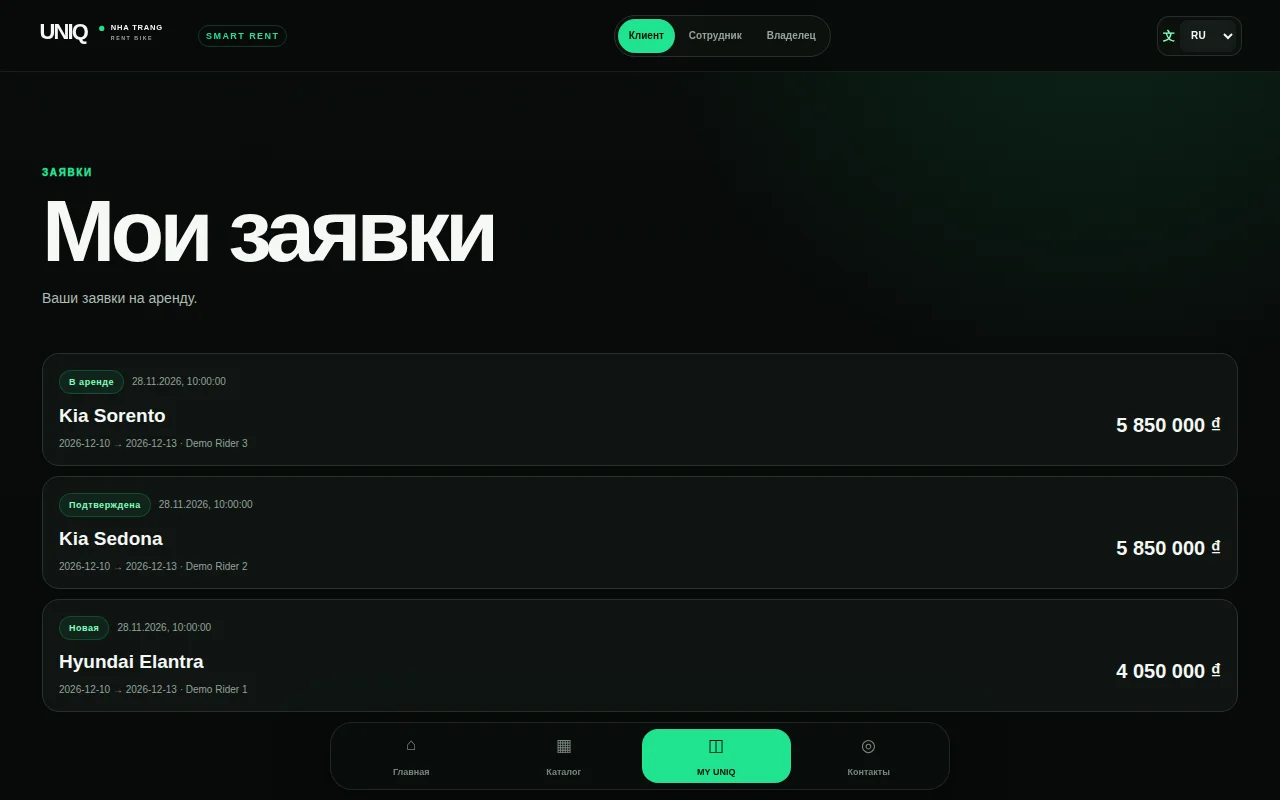 UNIQ
NHA TRANG
RENT BIKE
SMART RENT
Клиент
Сотрудник
Владелец
文
RU
ЗАЯВКИ
Мои заявки
Ваши заявки на аренду.
В аренде 28.11.2026, 10:00:00
Kia Sorento
5 850 000 ₫
2026-12-10 → 2026-12-13 · Demo Rider 3
Подтверждена 28.11.2026, 10:00:00
Kia Sedona
5 850 000 ₫
2026-12-10 → 2026-12-13 · Demo Rider 2
Новая 28.11.2026, 10:00:00
Hyundai Elantra
4 050 000 ₫
2026-12-10 → 2026-12-13 · Demo Rider 1
Главная
Каталог
MY UNIQ
Контакты